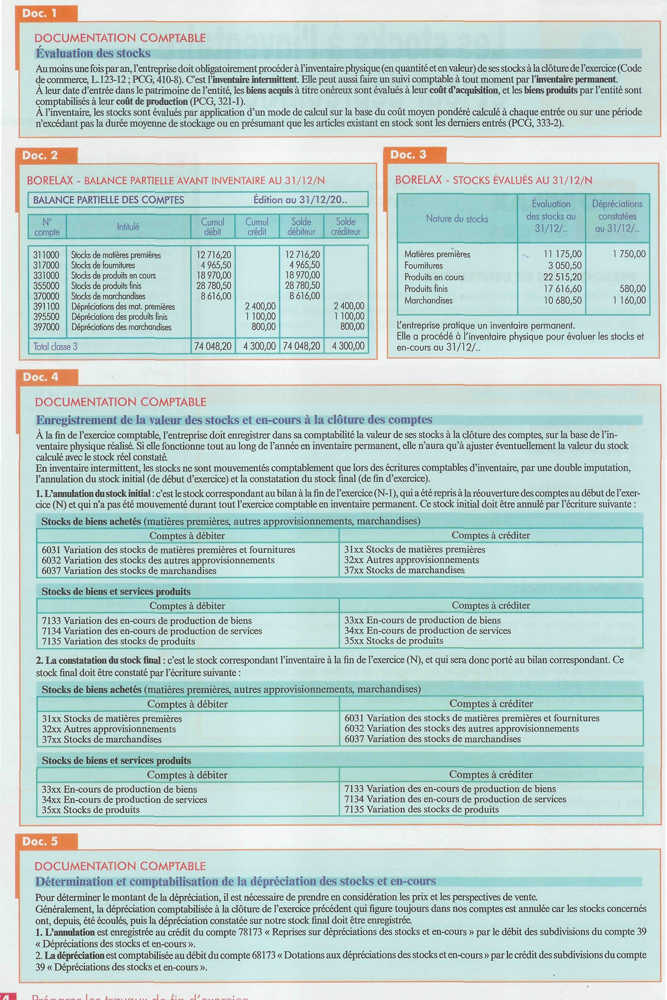 Doc. 1
DOCUMENTATION COMPTABLE
Évaluation des stocks
Au moins une fois par an, l'entreprise doit obligatoirement procéder à l'inventaire physique (en quantité et en valeur) de ses stocks à la clôture de l'exercice (Code
de commerce, L.123-12 ; PCG, 410-8). C'est l'inventaire intermittent. Elle peut aussi faire un suivi comptable à tout moment par l'inventaire permanent.
À leur date d'entrée dans le patrimoine de l'entité, les biens acquis à titre onéreux sont évalués à leur coût d'acquisition, et les biens produits par l'entité sont
comptabilisés à leur coût de production (PCG, 321-1).
À l'inventaire, les stocks sont évalués par application d'un mode de calcul sur la base du coût moyen pondéré calculé à chaque entrée ou sur une période
n'excédant pas la durée moyenne de stockage ou en présumant que les articles existant en stock sont les derniers entrés (PCG, 333-2).
Doc. 2
BORELAX - BALANCE PARTIELLE AVANT INVENTAIRE AU 31/12/N
BALANCE PARTIELLE DES COMPTES Édition au 31/12/20..
N° compte Intitulé Cumul débit Cumul crédit Solde débiteur Solde créditeur
311000 Stocks de matières premières 12 716,20 12 716,20
317000 Stocks de fournitures 4 965,50 4 965,50
331000 Stocks de produits en cours 18 970,00 18 970,00
355000 Stocks de produits finis 28 780,50 28 780,50
370000 Stocks de marchandises 8 616,00 8 616,00
391100 Dépréciations des mat. premières 2 400,00 2 400,00
395500 Dépréciations des produits finis 1 100,00 1 100,00
397000 Dépréciations des marchandises 800,00 800,00
Total classe 3 74 048,20 4 300,00 74 048,20 4 300,00
Doc. 3
BORELAX - STOCKS ÉVALUÉS AU 31/12/N
Nature du stocks Évaluation des stocks au 31/12/.. Dépréciations constatées au 31/12/..
Matières premières 11 175,00 1 750,00
Fournitures 3 050,50
Produits en cours 22 515,20
Produits finis 17 616,60 580,00
Marchandises 10 680,50 1 160,00
L'entreprise pratique un inventaire permanent.
Elle a procédé à l'inventaire physique pour évaluer les stocks et
en-cours au 31/12/..
Doc. 4
DOCUMENTATION COMPTABLE
Enregistrement de la valeur des stocks et en-cours à la clôture des comptes
À la fin de l'exercice comptable, l'entreprise doit enregistrer dans sa comptabilité la valeur de ses stocks à la clôture des comptes, sur la base de l'in-
ventaire physique réalisé. Si elle fonctionne tout au long de l'année en inventaire permanent, elle n'aura qu'à ajuster éventuellement la valeur du stock
calculé avec le stock réel constaté.
En inventaire intermittent, les stocks ne sont mouvementés comptablement que lors des écritures comptables d'inventaire, par une double imputation,
l'annulation du stock initial (de début d'exercice) et la constatation du stock final (de fin d'exercice).
1. L'annulation du stock initial : c'est le stock correspondant au bilan à la fin de l'exercice (N-1), qui a été repris à la réouverture des comptes au début de l'exer-
cice (N) et qui n'a pas été mouvementé durant tout l'exercice comptable en inventaire permanent. Ce stock initial doit être annulé par l'écriture suivante :
Stocks de biens achetés (matières premières, autres approvisionnements, marchandises)
Comptes à débiter Comptes à créditer
6031 Variation des stocks de matières premières et fournitures 31xx Stocks de matières premières
6032 Variation des stocks des autres approvisionnements 32xx Autres approvisionnements
6037 Variation des stocks de marchandises 37xx Stocks de marchandises
Stocks de biens et services produits
Comptes à débiter Comptes à créditer
7133 Variation des en-cours de production de biens 33xx En-cours de production de biens
7134 Variation des en-cours de production de services 34xx En-cours de production de services
7135 Variation des stocks de produits 35xx Stocks de produits
2. La constatation du stock final : c'est le stock correspondant l'inventaire à la fin de l'exercice (N), et qui sera donc porté au bilan correspondant. Ce
stock final doit être constaté par l'écriture suivante :
Stocks de biens achetés (matières premières, autres approvisionnements, marchandises)
Comptes à débiter Comptes à créditer
31xx Stocks de matières premières 6031 Variation des stocks de matières premières et fournitures
32xx Autres approvisionnements 6032 Variation des stocks des autres approvisionnements
37xx Stocks de marchandises 6037 Variation des stocks de marchandises
Stocks de biens et services produits
Comptes à débiter Comptes à créditer
33xx En-cours de production de biens 7133 Variation des en-cours de production de biens
34xx En-cours de production de services 7134 Variation des en-cours de production de services
35xx Stocks de produits 7135 Variation des stocks de produits
Doc. 5
DOCUMENTATION COMPTABLE
Détermination et comptabilisation de la dépréciation des stocks et en-cours
Pour déterminer le montant de la dépréciation, il est nécessaire de prendre en considération les prix et les perspectives de vente.
Généralement, la dépréciation comptabilisée à la clôture de l'exercice précédent qui figure toujours dans nos comptes est annulée car les stocks concernés
ont, depuis, été écoulés, puis la dépréciation constatée sur notre stock final doit être enregistrée.
1. L'annulation est enregistrée au crédit du compte 78173 « Reprises sur dépréciations des stocks et en-cours » par le débit des subdivisions du compte 39
« Dépréciations des stocks et en-cours ».
2. La dépréciation est comptabilisée au débit du compte 68173 « Dotations aux dépréciations des stocks et en-cours » par le crédit des subdivisions du compte
39 « Dépréciations des stocks et en-cours ».
Préparer les travaux de fin d'exercice